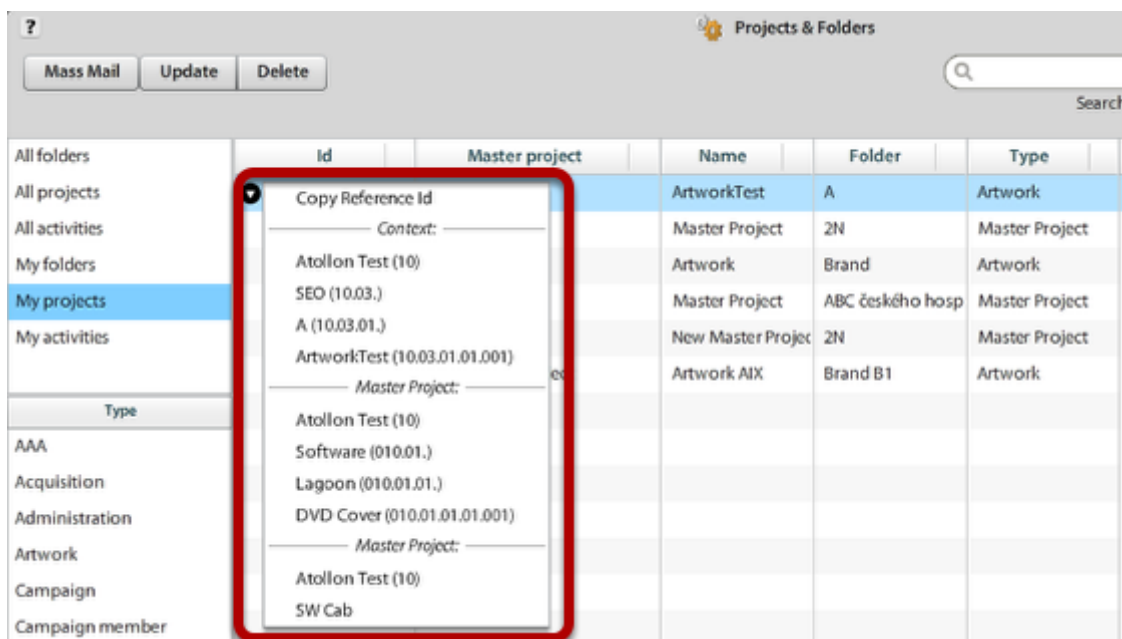 ?
Projects & Folders
Mass Mail Update Delete
Search
All folders
All projects
All activities
My folders
My projects
My activities
Type
AAA
Acquisition
Administration
Artwork
Campaign
Campaign member
Id Master project Name Folder Type
Copy Reference Id
Context:
Atollon Test (10)
SEO (10.03.)
A (10.03.01.)
ArtworkTest (10.03.01.01.001)
Master Project:
Atollon Test (10)
Software (010.01.)
Lagoon (010.01.01.)
DVD Cover (010.01.01.01.001)
Master Project:
Atollon Test (10)
SW Cab
ArtworkTest A Artwork
Master Project 2N Master Project
Artwork Brand Artwork
Master Project ABC českého hosp Master Project
New Master Projec 2N Master Project
Artwork AIX Brand B1 Artwork